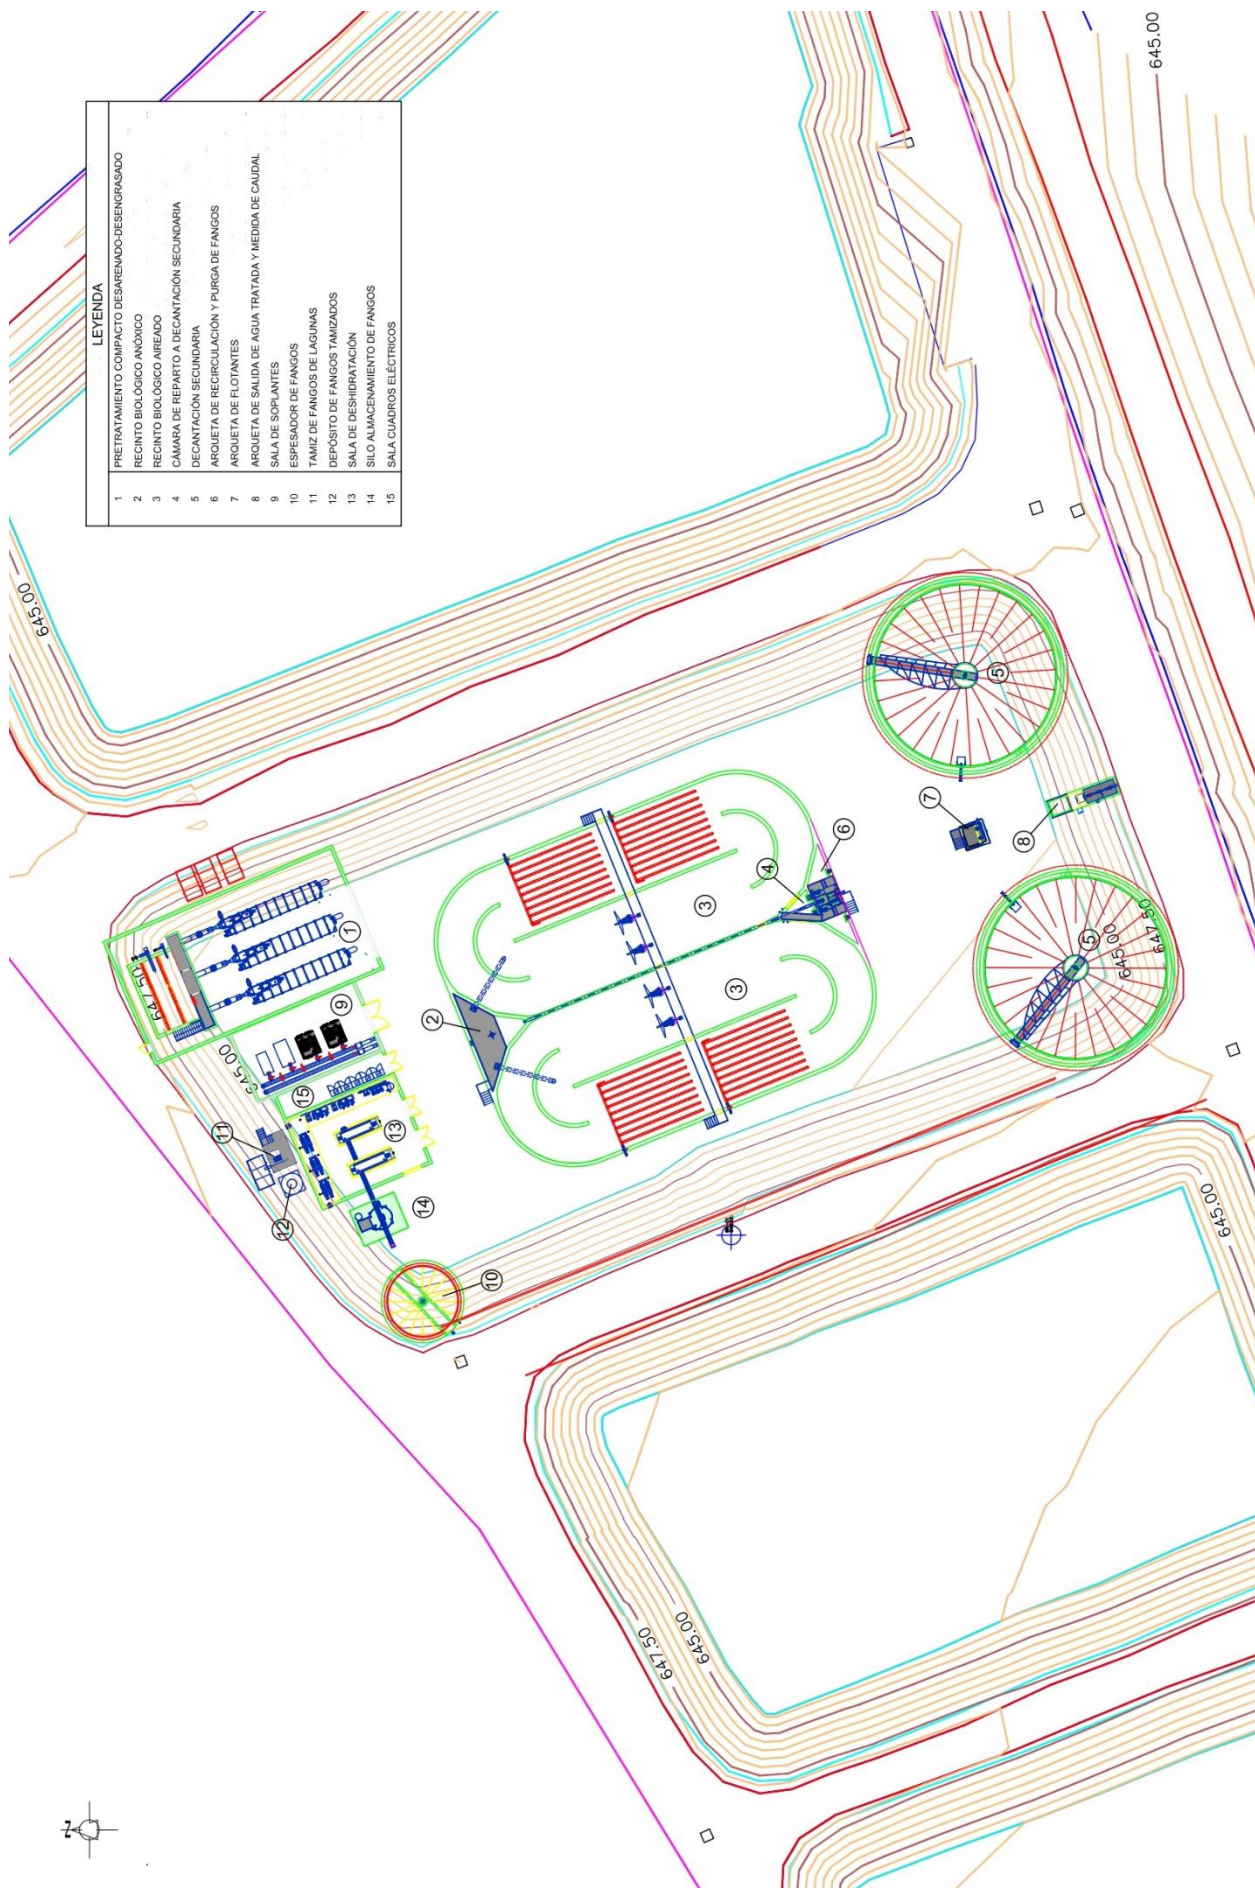 LEYENDA
1 PRETRATAMIENTO COMPACTO DESARENADO-DESENGRASADO
2 RECINTO BIOLÓGICO ANÓXICO
3 RECINTO BIOLÓGICO AIREADO
4 CÁMARA DE REPARTO A DECANTACIÓN SECUNDARIA
5 DECANTACIÓN SECUNDARIA
6 ARQUETA DE RECIRCULACIÓN Y PURGA DE FANGOS
7 ARQUETA DE FLOTANTES
8 ARQUETA DE SALIDA DE AGUA TRATADA Y MEDIDA DE CAUDAL
9 SALA DE SOPLANTES
10 ESPESADOR DE FANGOS
11 TAMIZ DE FANGOS DE LAGUNAS
12 DEPÓSITO DE FANGOS TAMIZADOS
13 SALA DE DESHIDRATACIÓN
14 SILO ALMACENAMIENTO DE FANGOS
15 SALA CUADROS ELÉCTRICOS
N
645.00
647.50
645.00
647.50
645.00
10
12
11
14
13
15
9
1
2
3
3
4
6
5
7
8
5
645.00
647.50
645.00
645.00
645.00